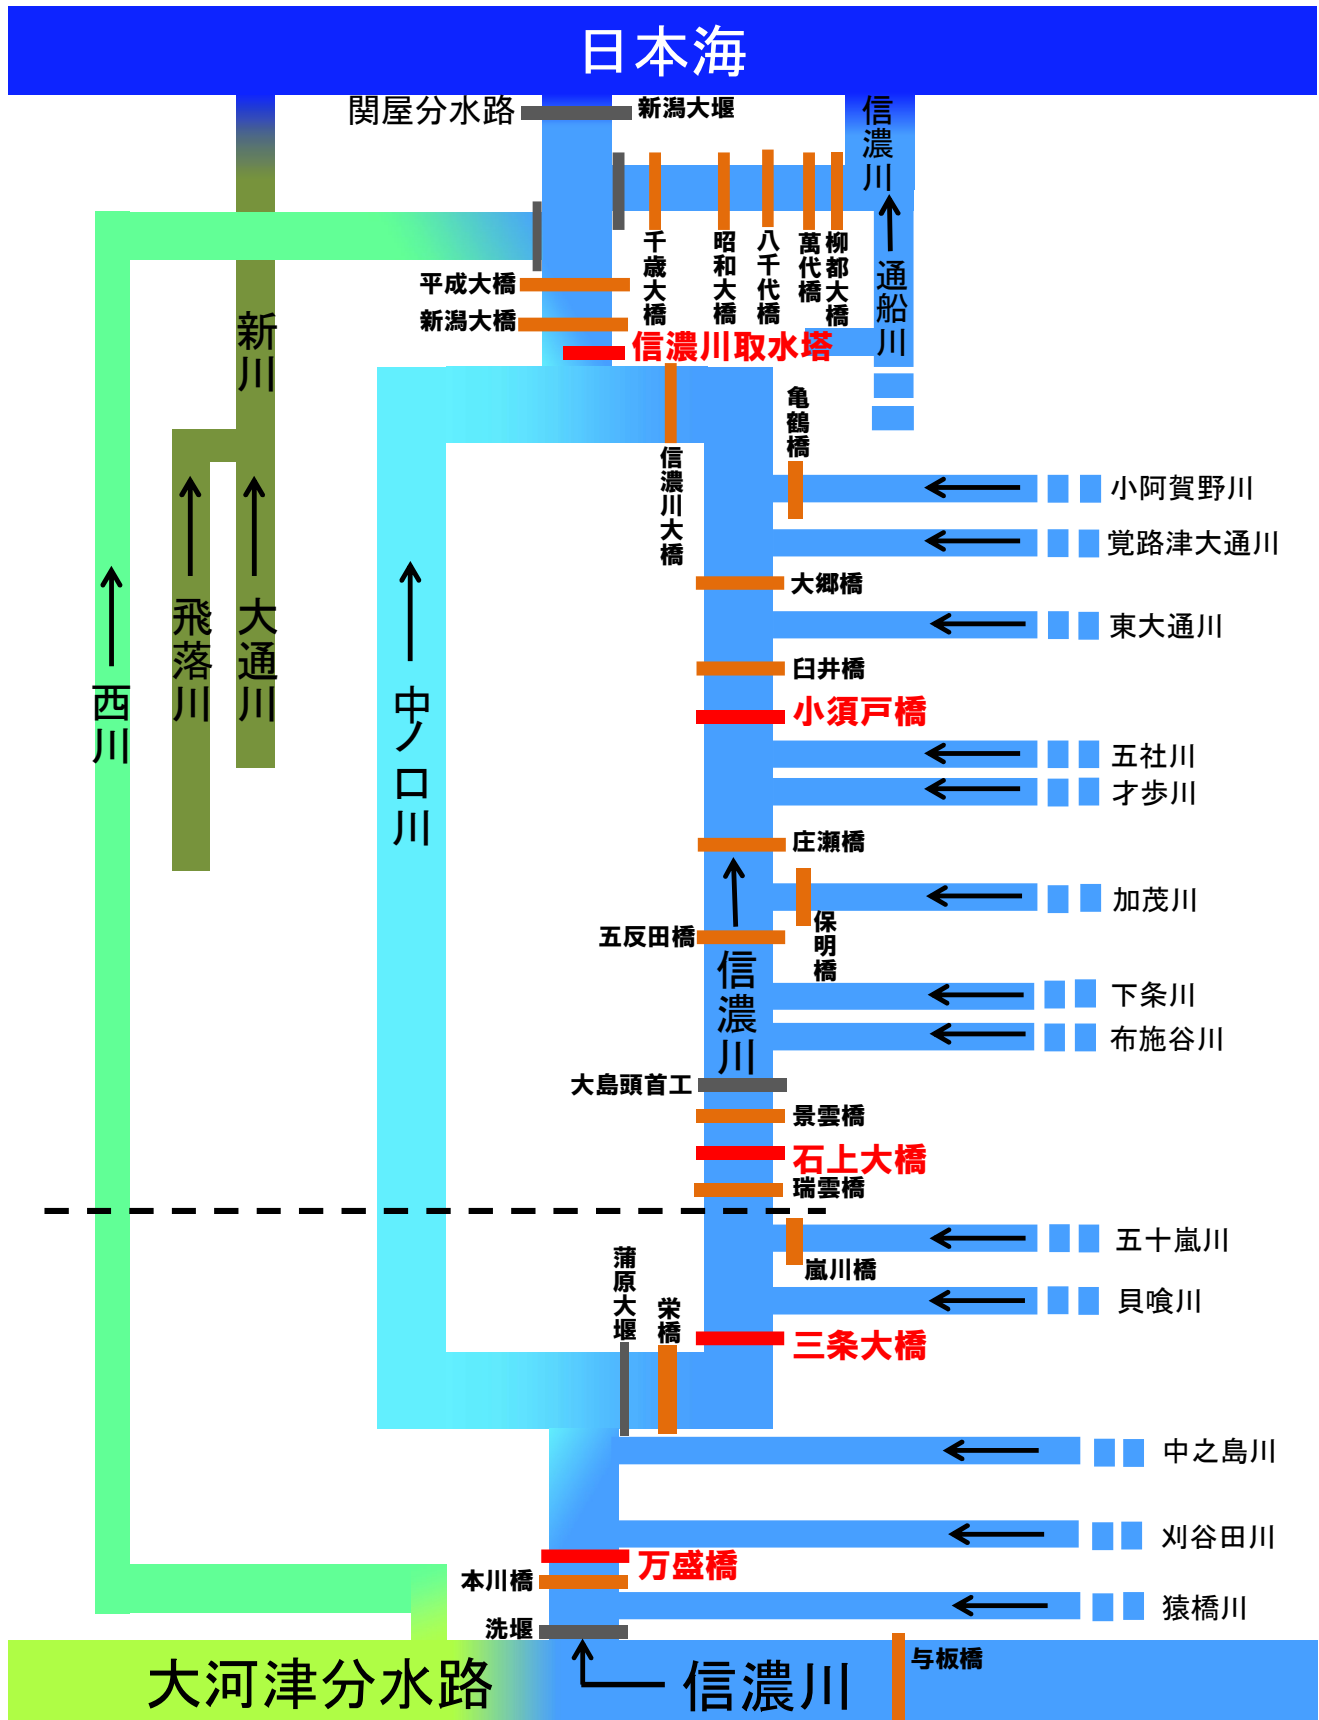 日本海
関屋分水路
新潟大堰
信濃川
千歳大橋
昭和大橋
八千代橋
萬代橋
柳都大橋
通船川
平成大橋
新潟大橋
信濃川取水塔
新川
亀鶴橋
信濃川大橋
小阿賀野川
覚路津大通川
大郷橋
飛落川
大通川
東大通川
臼井橋
西川
中ノ口川
小須戸橋
五社川
才歩川
庄瀬橋
加茂川
保明橋
五反田橋
信濃川
下条川
布施谷川
大島頭首工
景雲橋
石上大橋
瑞雲橋
五十嵐川
嵐川橋
蒲原大堰
栄橋
貝喰川
三条大橋
中之島川
刈谷田川
万盛橋
本川橋
猿橋川
洗堰
与板橋
大河津分水路
信濃川